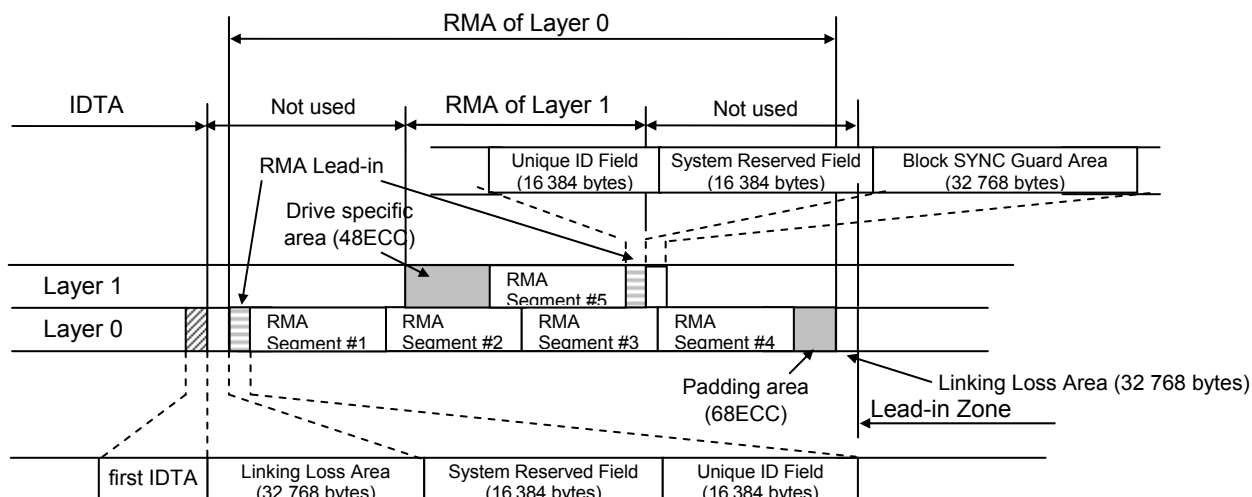 RMA of Layer 0
IDTA
Not used
RMA of Layer 1
Not used
RMA Lead-in
Unique ID Field
(16 384 bytes)
System Reserved Field
(16 384 bytes)
Block SYNC Guard Area
(32 768 bytes)
Drive specific
area (48ECC)
Layer 1
RMA
Segment #5
Layer 0
RMA
Segment #1
RMA
Segment #2
RMA
Segment #3
RMA
Segment #4
Padding area
(68ECC)
Linking Loss Area (32 768 bytes)
Lead-in Zone
first IDTA
Linking Loss Area
(32 768 bytes)
System Reserved Field
(16 384 bytes)
Unique ID Field
(16 384 bytes)